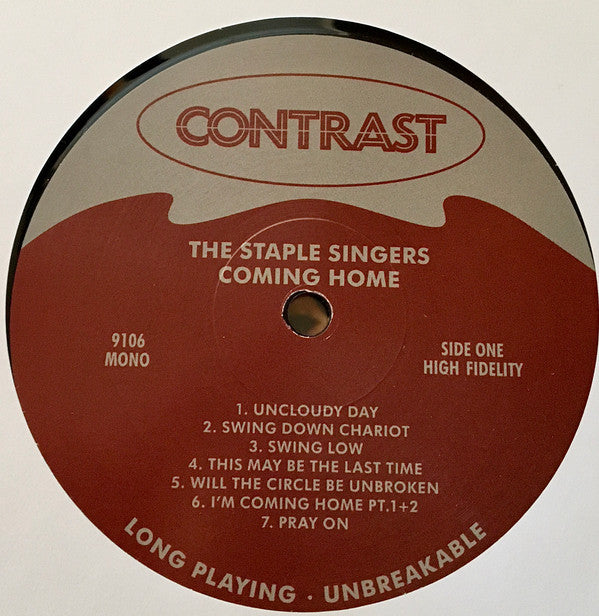 CONTRAST
THE STAPLE SINGERS
COMING HOME
9106
MONO
SIDE ONE
HIGH FIDELITY
1. UNCLOUDY DAY
2. SWING DOWN CHARIOT
3. SWING LOW
4. THIS MAY BE THE LAST TIME
5. WILL THE CIRCLE BE UNBROKEN
6. I'M COMING HOME PT.1+2
7. PRAY ON
LONG PLAYING · UNBREAKABLE